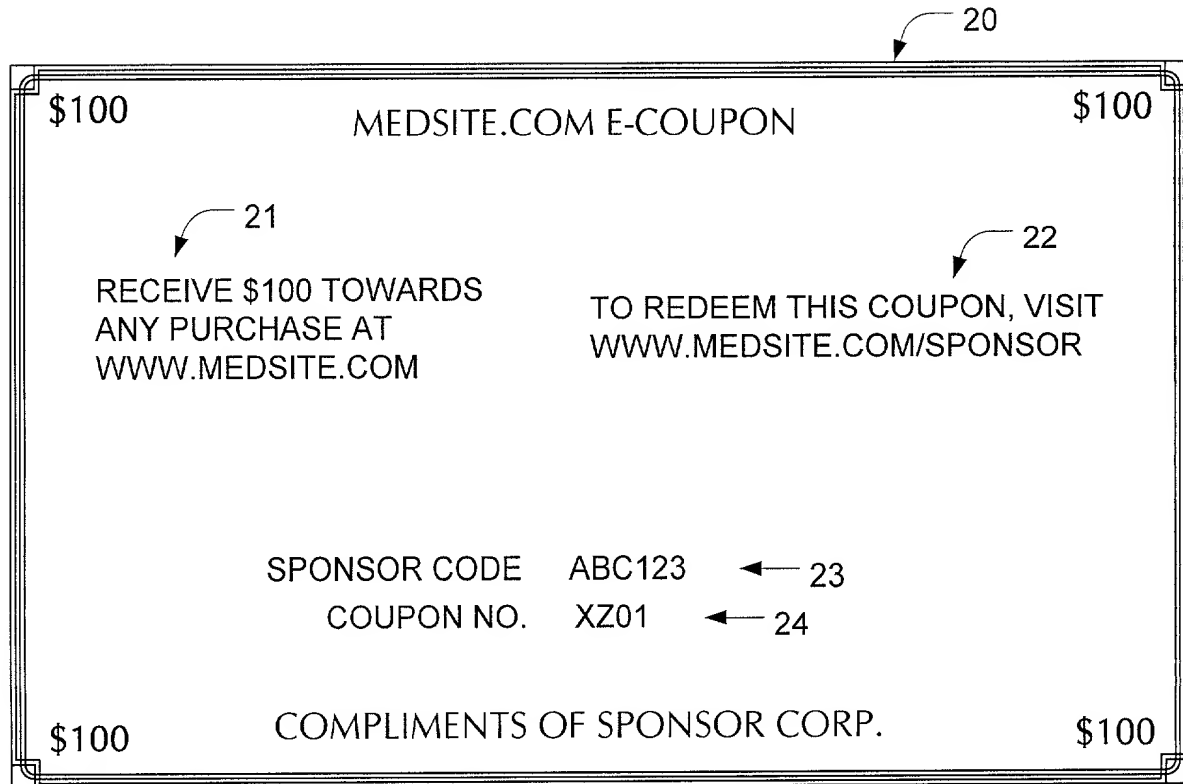 20
$100
MEDSITE.COM E-COUPON
$100
21
22
RECEIVE $100 TOWARDS
ANY PURCHASE AT
WWW.MEDSITE.COM
TO REDEEM THIS COUPON, VISIT
WWW.MEDSITE.COM/SPONSOR
SPONSOR CODE ABC123 23
COUPON NO. XZ01 24
$100
COMPLIMENTS OF SPONSOR CORP.
$100